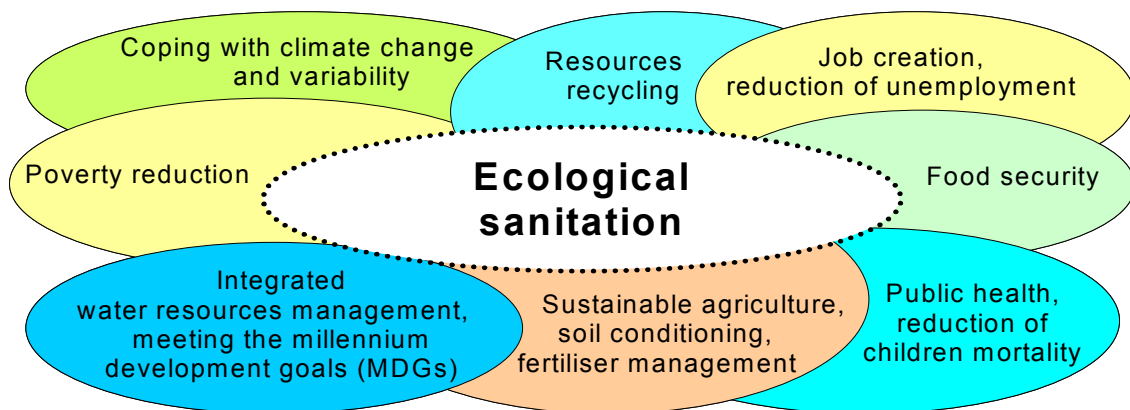 Coping with climate change
and variability
Resources
recycling
Job creation,
reduction of unemployment
Poverty reduction
Ecological
sanitation
Food security
Integrated
water resources management,
meeting the millennium
development goals (MDGs)
Sustainable agriculture,
soil conditioning,
fertiliser management
Public health,
reduction of
children mortality